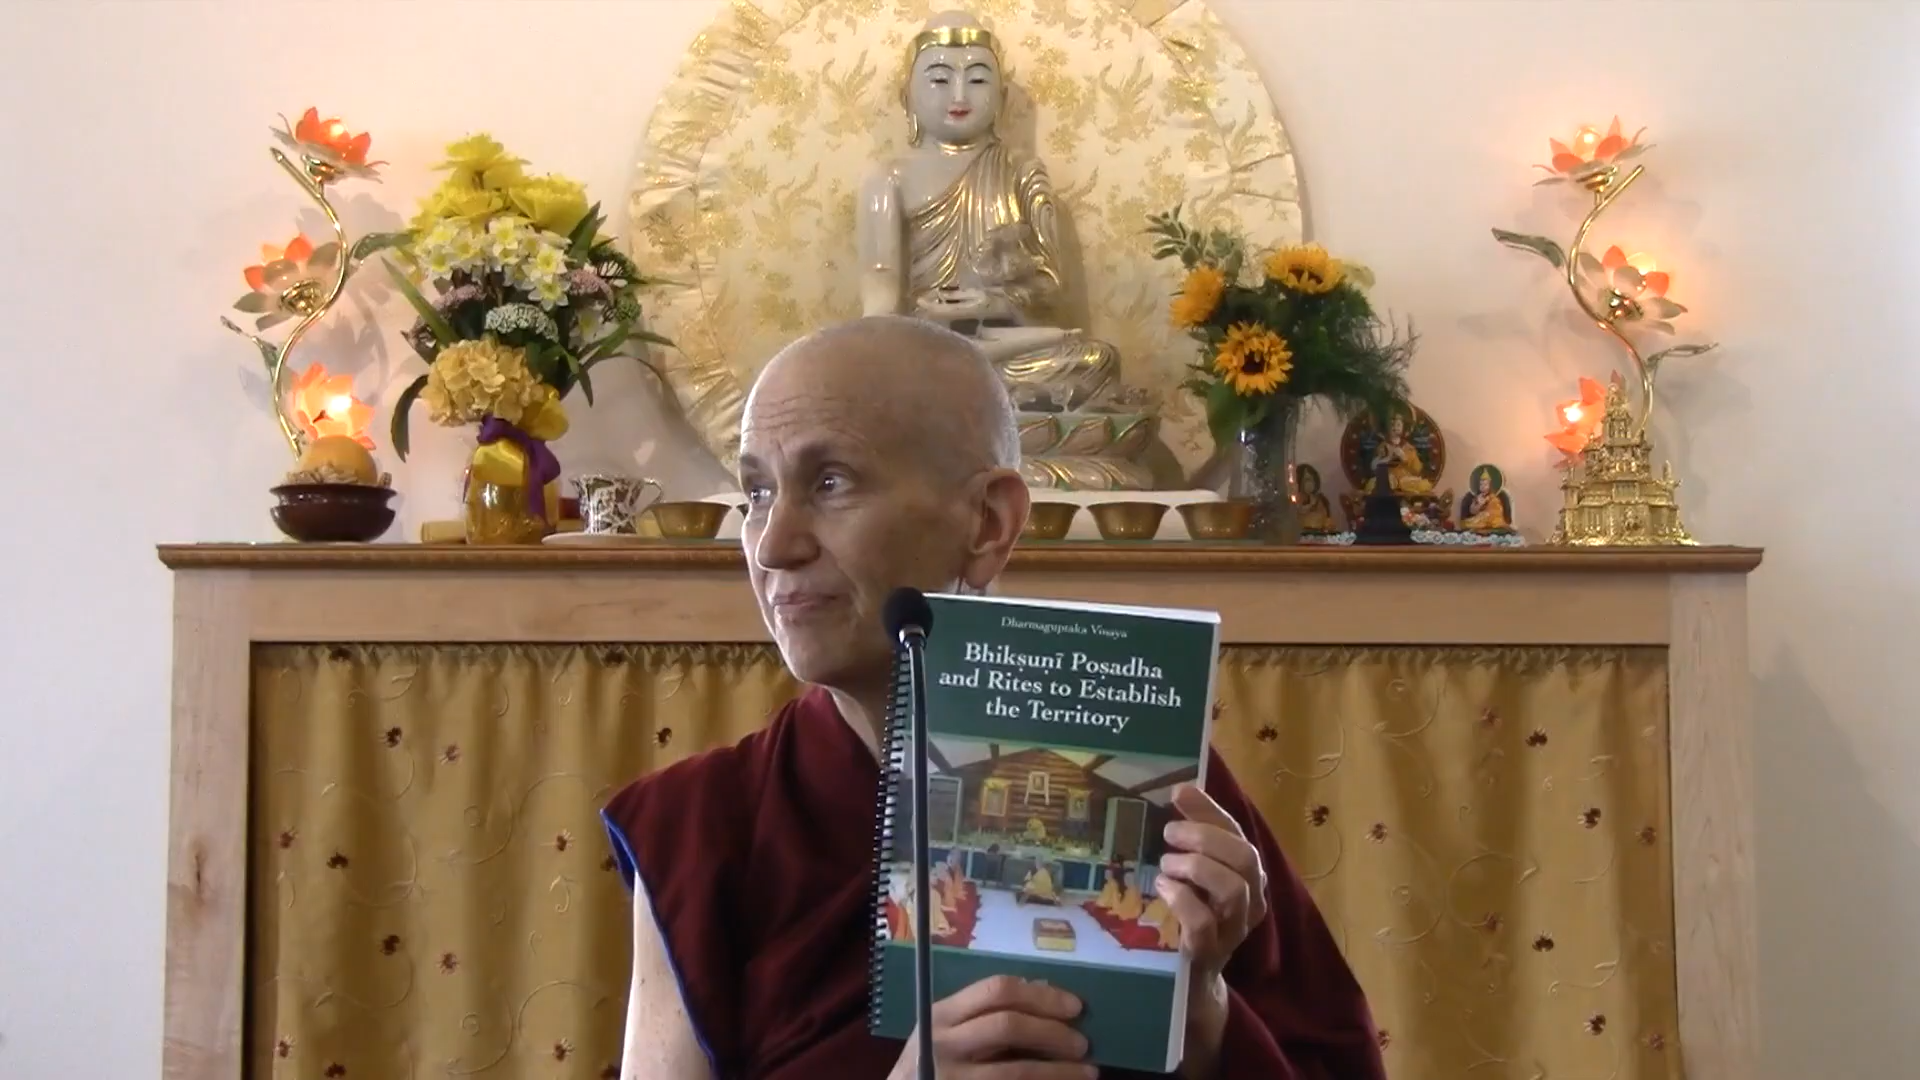 Dharmaguptaka Vinaya
Bhikṣuṇī Poṣadha
and Rites to Establish
the Territory